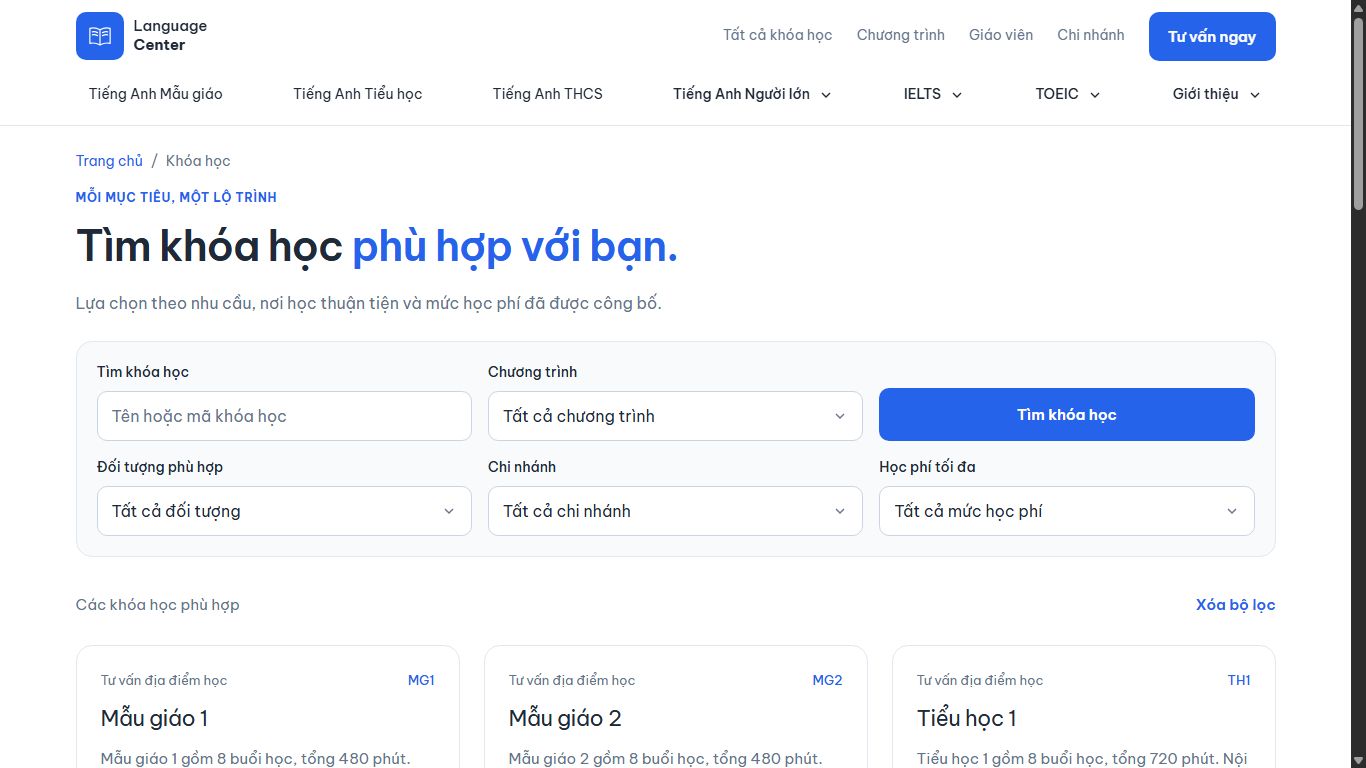 Language
Center
Tất cả khóa học
Chương trình
Giáo viên
Chi nhánh
Tư vấn ngay
Tiếng Anh Mẫu giáo
Tiếng Anh Tiểu học
Tiếng Anh THCS
Tiếng Anh Người lớn
IELTS
TOEIC
Giới thiệu
Trang chủ / Khóa học
MỖI MỤC TIÊU, MỘT LỘ TRÌNH
Tìm khóa học phù hợp với bạn.
Lựa chọn theo nhu cầu, nơi học thuận tiện và mức học phí đã được công bố.
Tìm khóa học
Tên hoặc mã khóa học
Chương trình
Tất cả chương trình
Tìm khóa học
Đối tượng phù hợp
Tất cả đối tượng
Chi nhánh
Tất cả chi nhánh
Học phí tối đa
Tất cả mức học phí
Các khóa học phù hợp
Xóa bộ lọc
Tư vấn địa điểm học
MG1
Mẫu giáo 1
Mẫu giáo 1 gồm 8 buổi học, tổng 480 phút.
Tư vấn địa điểm học
MG2
Mẫu giáo 2
Mẫu giáo 2 gồm 8 buổi học, tổng 480 phút.
Tư vấn địa điểm học
TH1
Tiểu học 1
Tiểu học 1 gồm 8 buổi học, tổng 720 phút. Nội